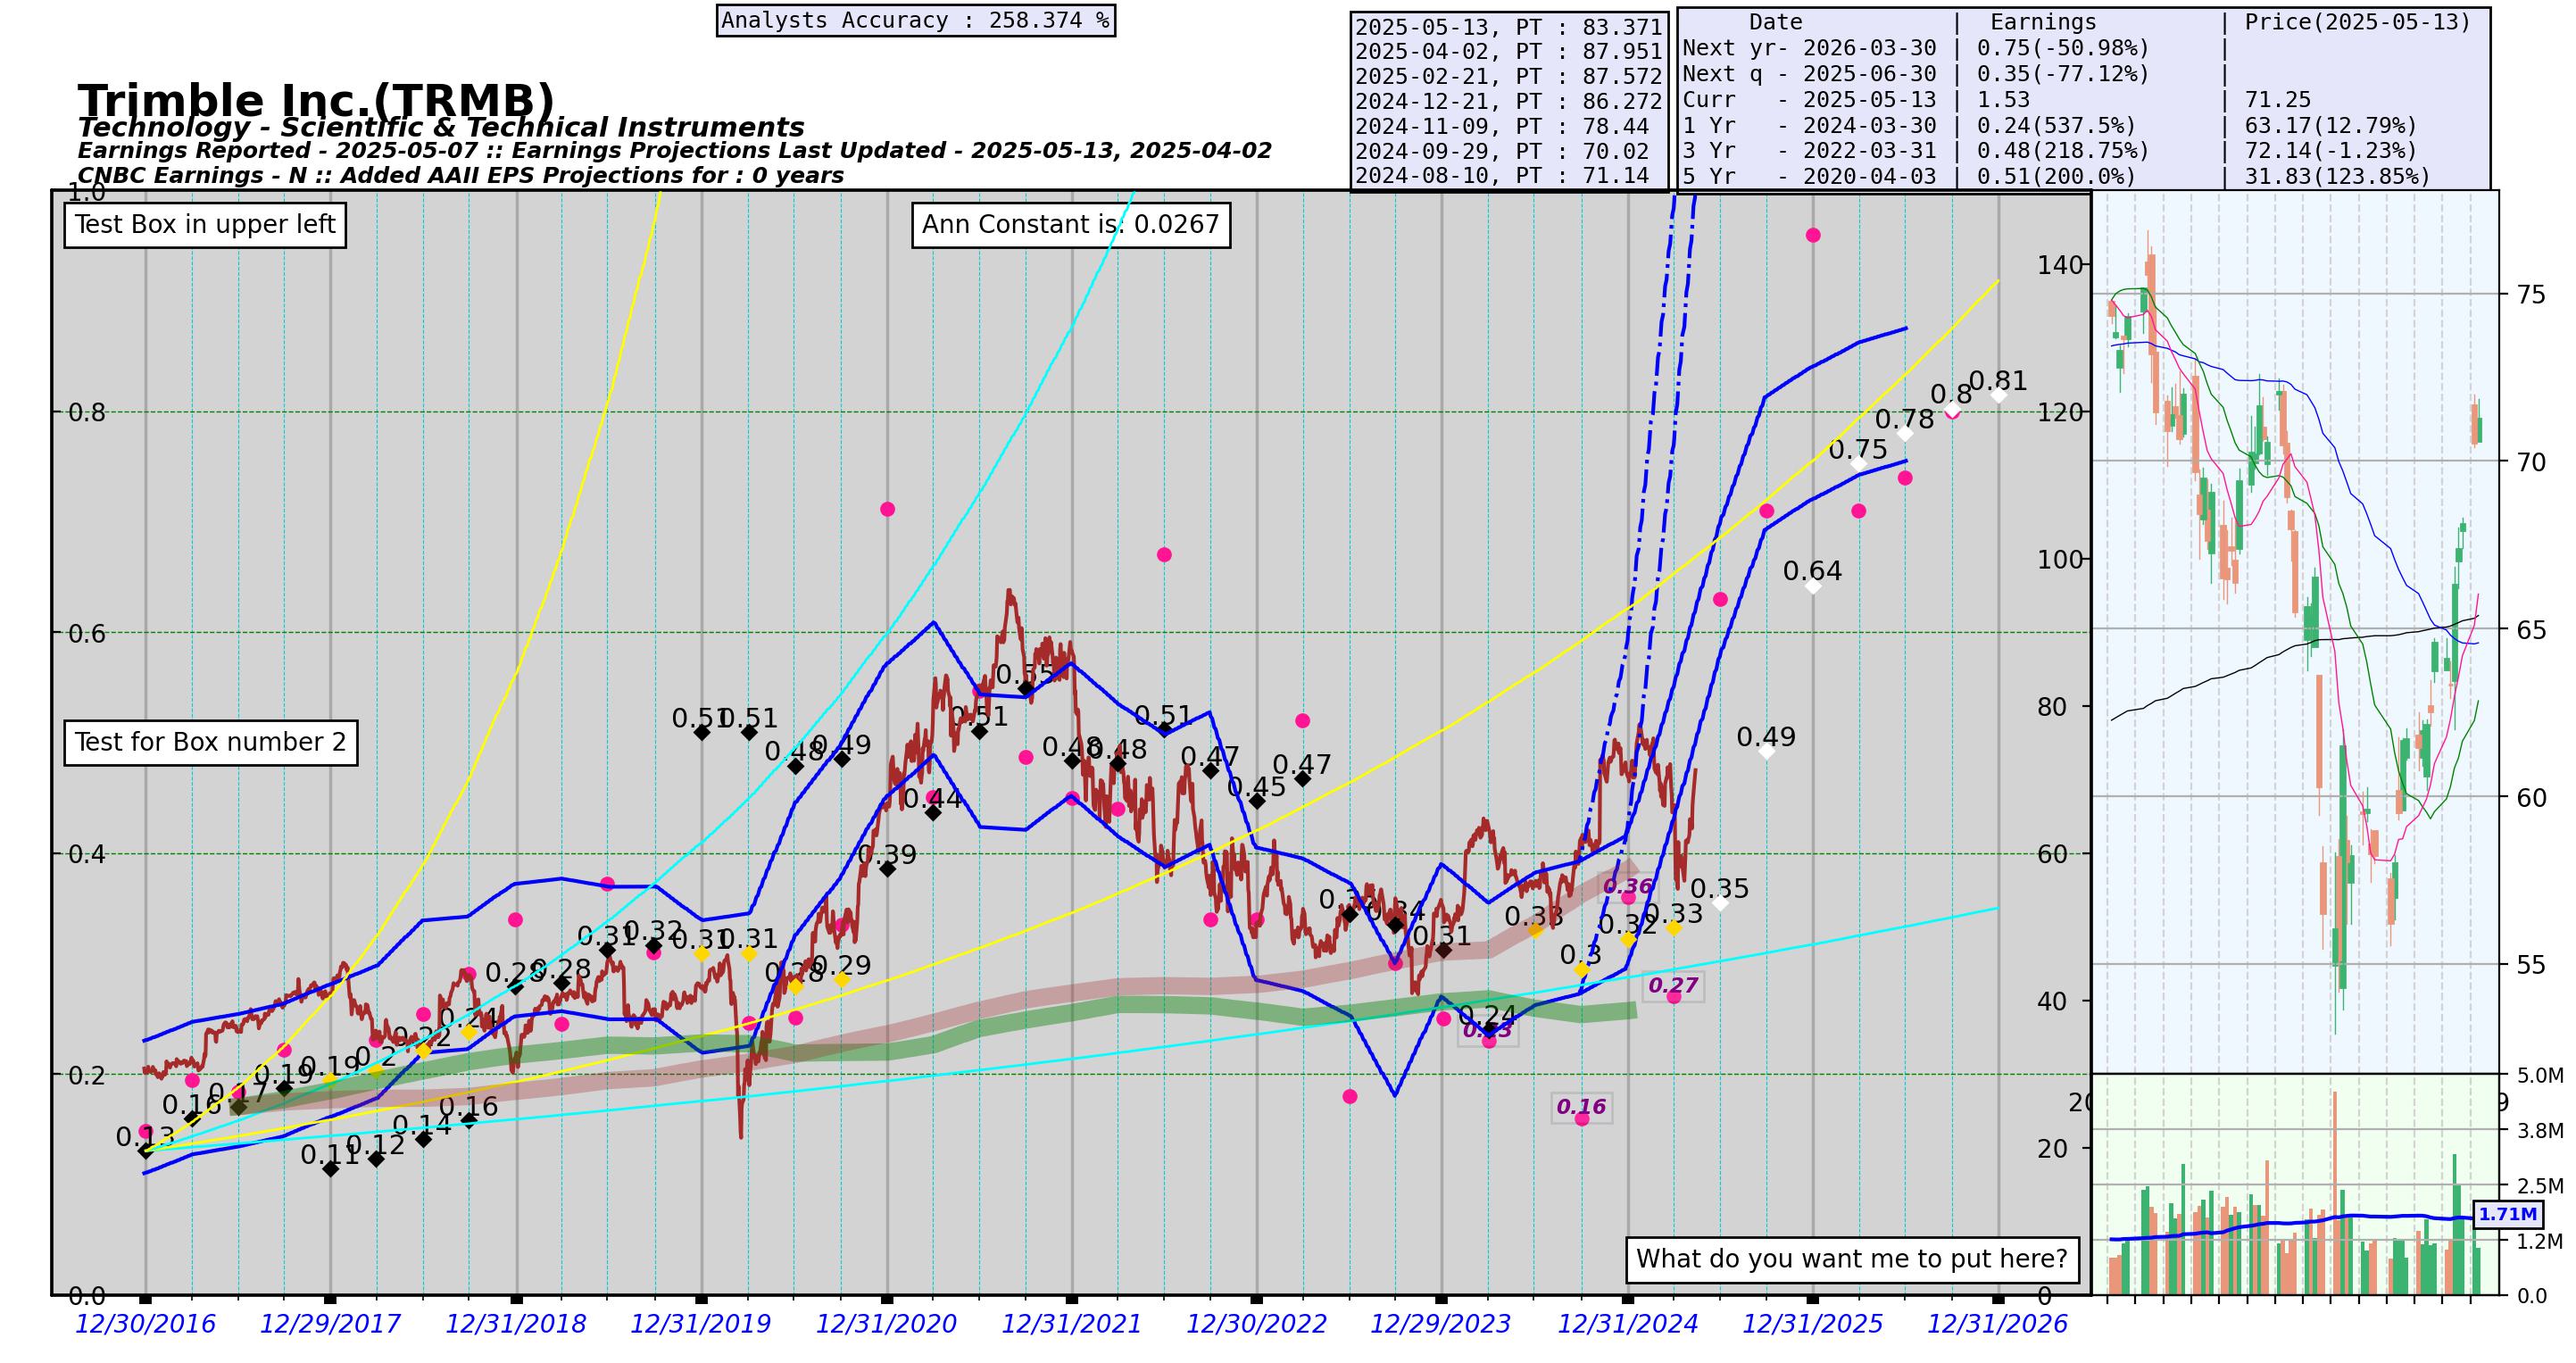 Analysts Accuracy : 258.374 %
2025-05-13, PT : 83.371
2025-04-02, PT : 87.951
2025-02-21, PT : 87.572
2024-12-21, PT : 86.272
2024-11-09, PT : 78.44
2024-09-29, PT : 70.02
2024-08-10, PT : 71.14
Date | Earnings | Price(2025-05-13)
Next yr- 2026-03-30 | 0.75(-50.98%) |
Next q - 2025-06-30 | 0.35(-77.12%) |
Curr - 2025-05-13 | 1.53 | 71.25
1 Yr - 2024-03-30 | 0.24(537.5%) | 63.17(12.79%)
3 Yr - 2022-03-31 | 0.48(218.75%) | 72.14(-1.23%)
5 Yr - 2020-04-03 | 0.51(200.0%) | 31.83(123.85%)
Trimble Inc.(TRMB)
Technology - Scientific & Technical Instruments
Earnings Reported - 2025-05-07 :: Earnings Projections Last Updated - 2025-05-13, 2025-04-02
CNBC Earnings - N :: Added AAII EPS Projections for : 0 years
Test Box in upper left
Ann Constant is: 0.0267
Test for Box number 2
What do you want me to put here?
1.0
0.8
0.6
0.4
0.2
0.0
0.13
0.16
0.17
0.19
0.19
0.2
0.22
0.24
0.11
0.12
0.14
0.16
0.28
0.28
0.31
0.32
0.31
0.31
0.28
0.29
0.51
0.51
0.48
0.49
0.39
0.44
0.51
0.55
0.48
0.48
0.51
0.47
0.45
0.47
0.34
0.31
0.24
0.33
0.3
0.32
0.33
0.35
0.16
0.36
0.27
0.49
0.64
0.75
0.78
0.8
0.81
140
120
100
80
60
40
20
0
75
70
65
60
55
5.0M
3.8M
2.5M
1.71M
1.2M
0.0
12/30/2016
12/29/2017
12/31/2018
12/31/2019
12/31/2020
12/31/2021
12/30/2022
12/29/2023
12/31/2024
12/31/2025
12/31/2026